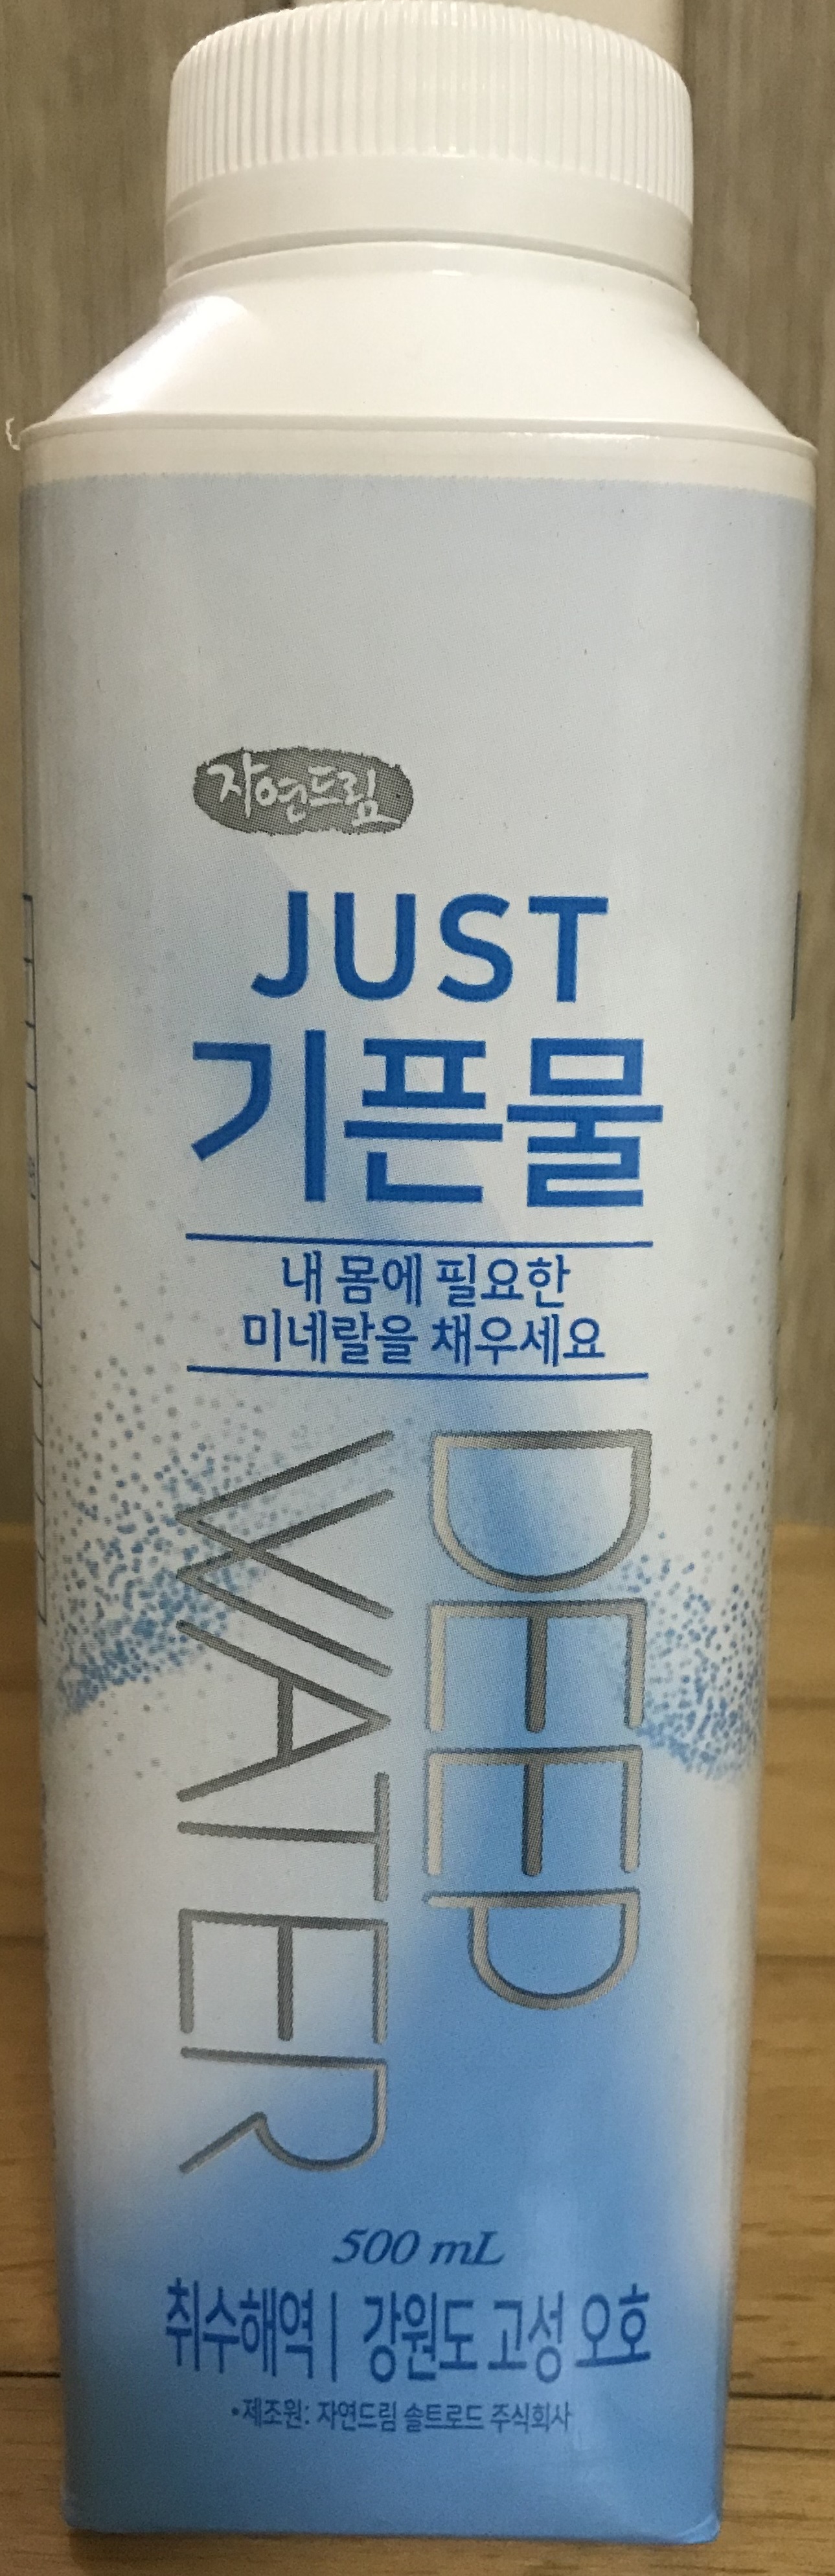 자연드림
JUST
기픈물
내 몸에 필요한
미네랄을 채우세요
DEEP
WATER
500 mL
취수해역 | 강원도 고성 오호
•제조원: 자연드림 솔트로드 주식회사